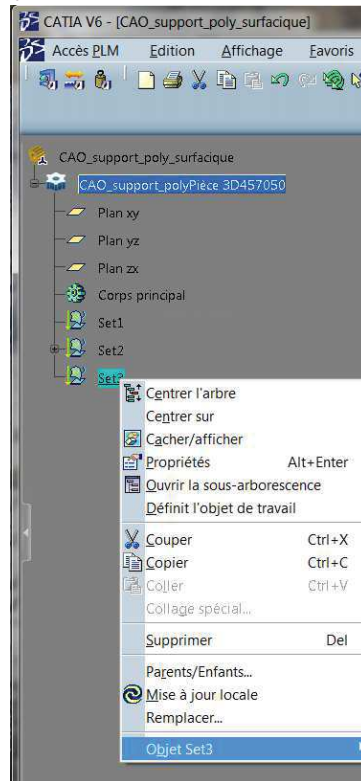 CATIA V6 - [CAO_support_poly_surfacique]
Accès PLM Edition Affichage Favoris
CAO_support_poly_surfacique
CAO_support_polyPièce 3D457050
Plan xy
Plan yz
Plan zx
Corps principal
Set1
Set2
Set3
Centrer l'arbre
Centrer sur
Cacher/afficher
Propriétés Alt+Enter
Ouvrir la sous-arborescence
Définit l'objet de travail
Couper Ctrl+X
Copier Ctrl+C
Coller Ctrl+V
Collage spécial...
Supprimer Del
Parents/Enfants...
Mise à jour locale
Remplacer...
Objet Set3